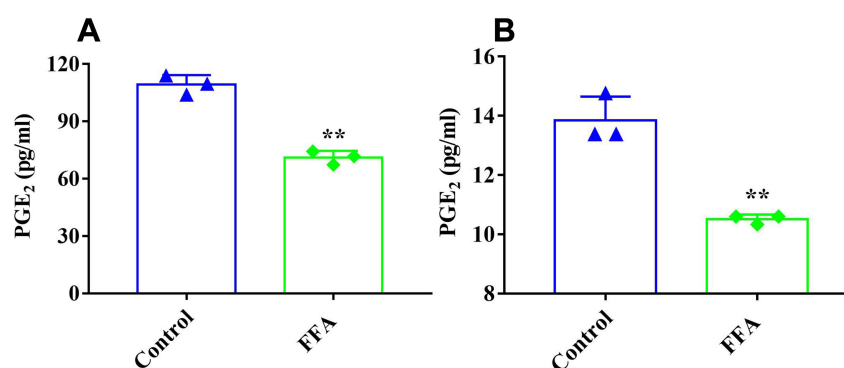 A
PGE₂ (pg/ml)
120
90
60
30
0
**
Control
FFA
B
PGE₂ (pg/ml)
16
14
12
10
8
**
Control
FFA